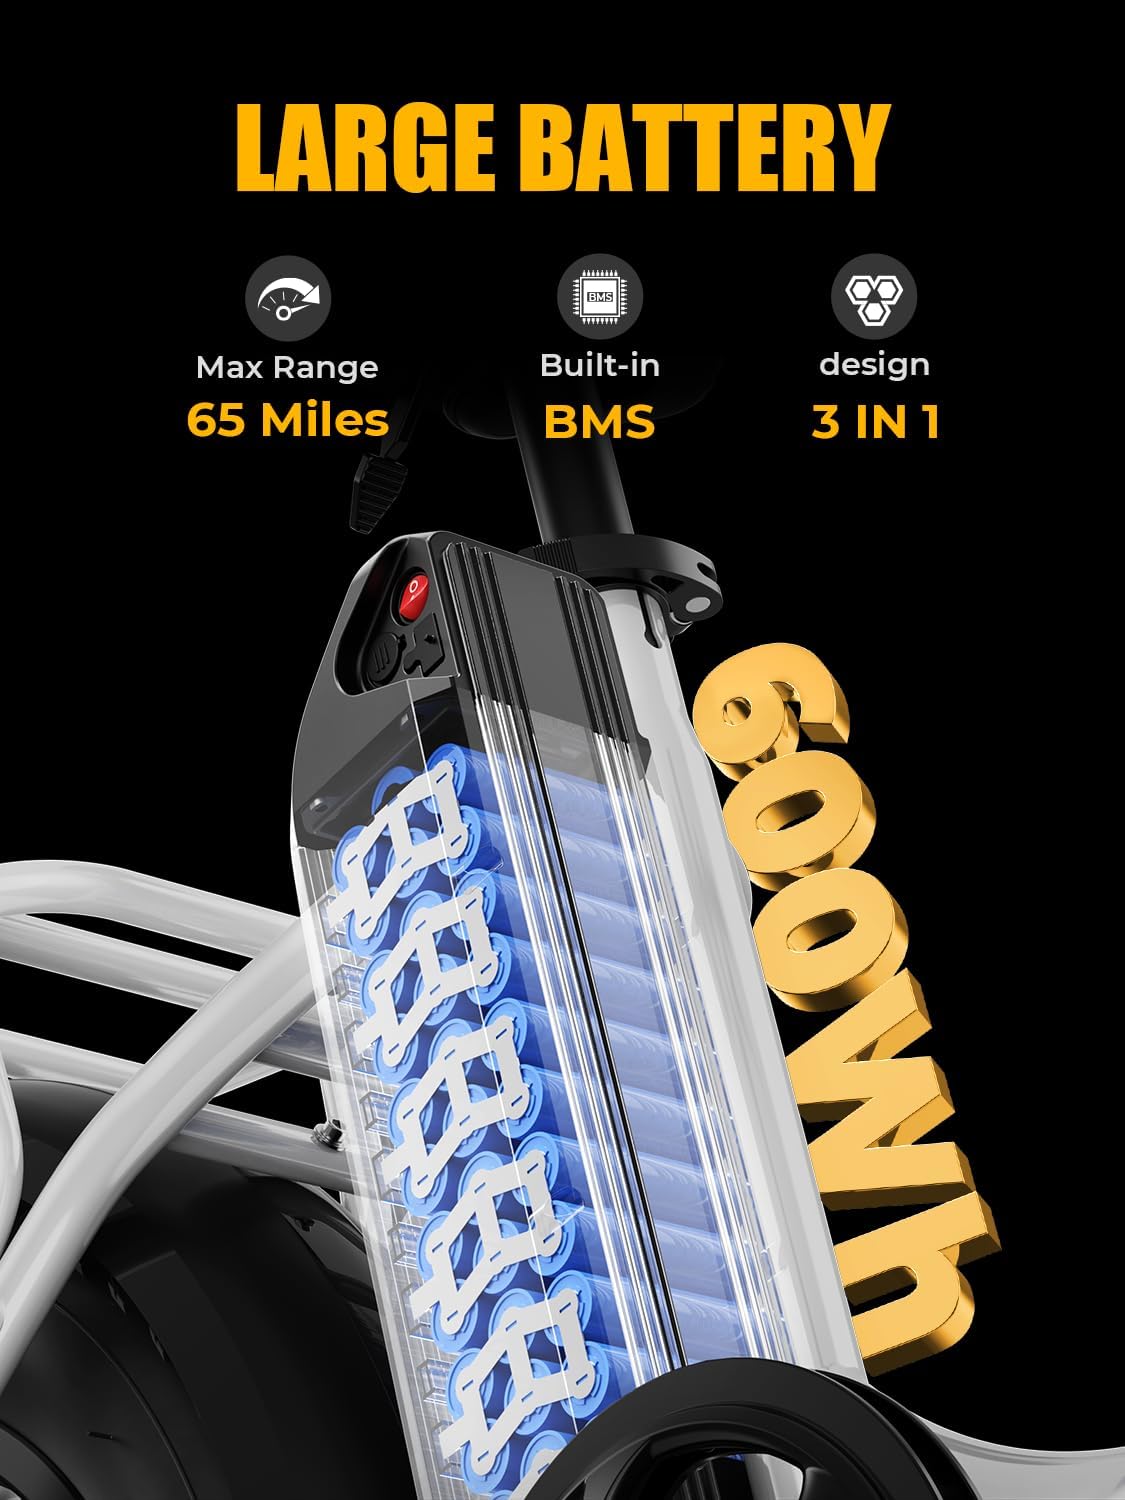 LARGE BATTERY
BMS
Max Range
Built-in
design
65 Miles
BMS
3 IN 1
600Wh